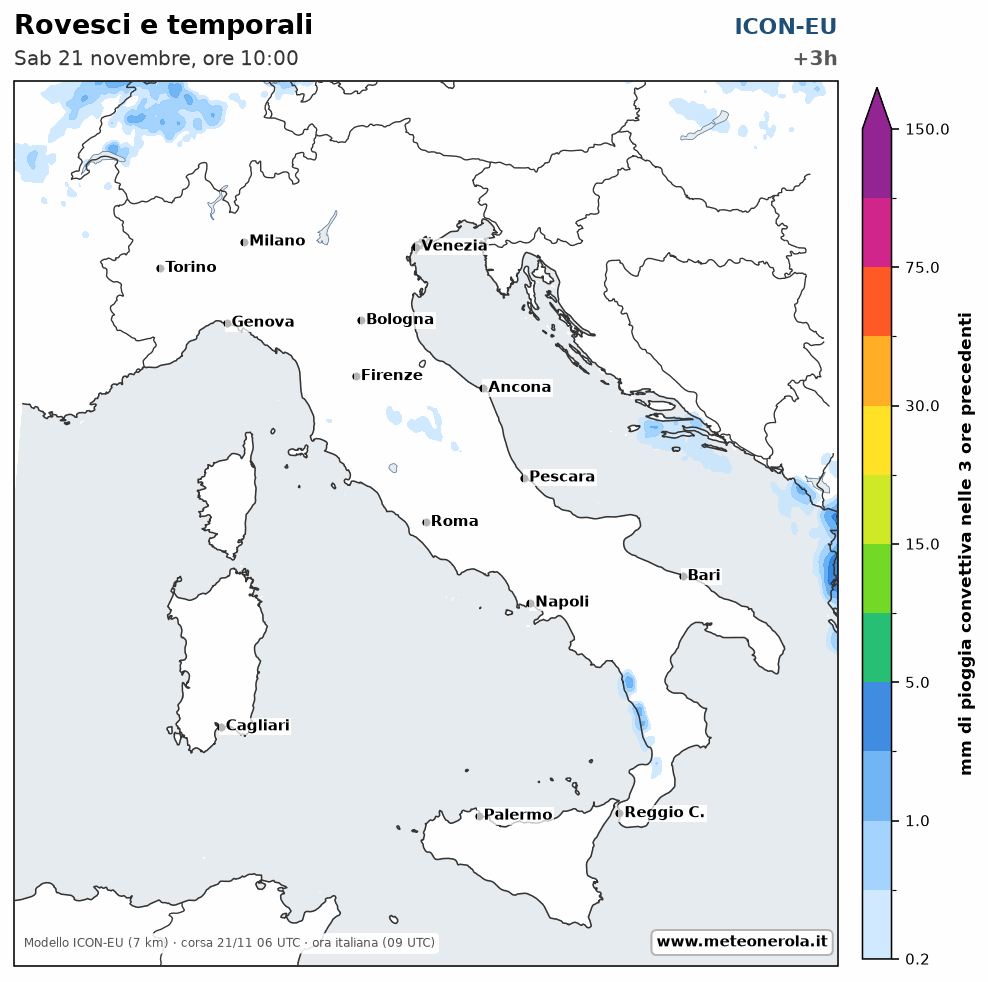 Rovesci e temporali
ICON-EU
Sab 21 novembre, ore 10:00
+3h
150.0
75.0
30.0
15.0
5.0
1.0
0.2
mm di pioggia convettiva nelle 3 ore precedenti
Milano
Venezia
Torino
Genova
Bologna
Firenze
Ancona
Pescara
Roma
Bari
Napoli
Cagliari
Palermo
Reggio C.
Modello ICON-EU (7 km) · corsa 21/11 06 UTC · ora italiana (09 UTC)
www.meteonerola.it